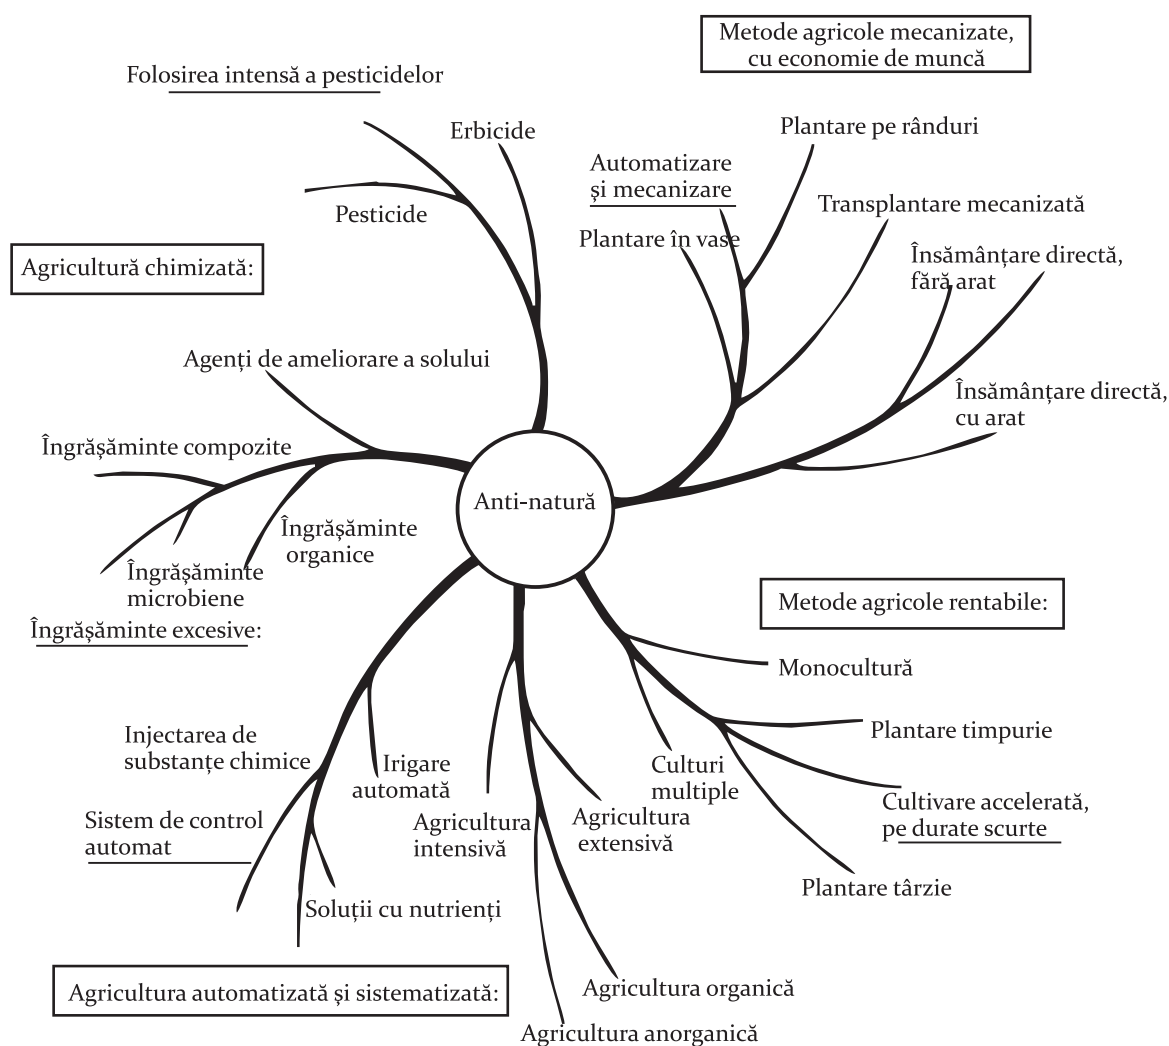 Metode agricole mecanizate,
cu economie de muncă
Folosirea intensă a pesticidelor
Erbicide
Plantare pe rânduri
Automatizare
și mecanizare
Transplantare mecanizată
Pesticide
Plantare în vase
Însămânțare directă,
fără arat
Agricultură chimizată:
Agenți de ameliorare a solului
Însămânțare directă,
cu arat
Îngrășăminte compozite
Anti-natură
Îngrășăminte
organice
Îngrășăminte
microbiene
Îngrășăminte excesive:
Metode agricole rentabile:
Monocultură
Plantare timpurie
Injectarea de
substanțe chimice
Irigare
automată
Culturi
multiple
Cultivare accelerată,
pe durate scurte
Sistem de control
automat
Agricultura
intensivă
Agricultura
extensivă
Plantare târzie
Soluții cu nutrienți
Agricultura automatizată și sistematizată:
Agricultura organică
Agricultura anorganică